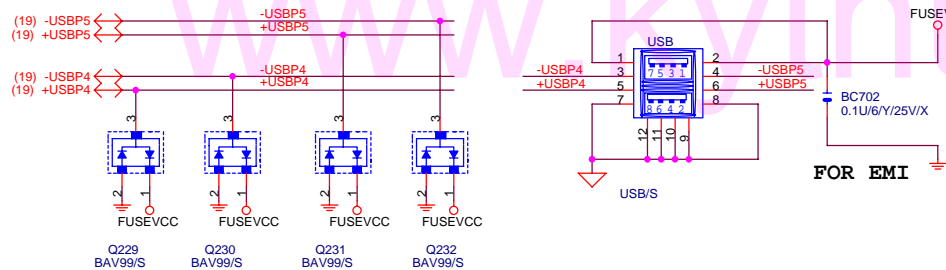 www.kyin
(19) -USBP5
-USBP5
(19) +USBP5
+USBP5
(19) -USBP4
-USBP4
(19) +USBP4
+USBP4
3
3
3
3
2
1
2
1
2
1
2
1
FUSEVCC
FUSEVCC
FUSEVCC
FUSEVCC
Q229
BAV99/S
Q230
BAV99/S
Q231
BAV99/S
Q232
BAV99/S
USB
FUSEV
1
2
3
4
5
6
7
8
7 5 3 1
8 6 4 2
-USBP4
-USBP5
+USBP4
+USBP5
12
11
10
9
USB/S
BC702
0.1U/6/Y/25V/X
FOR EMI